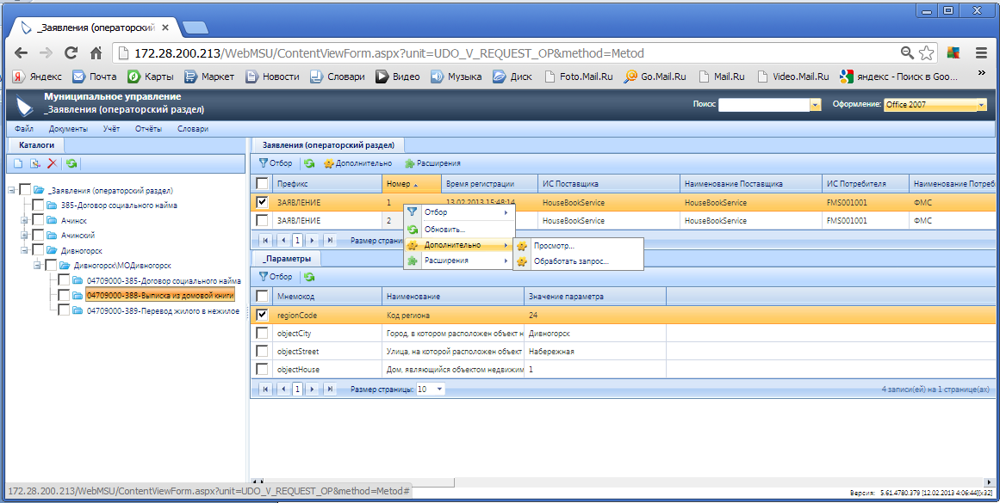 _Заявления (операторский
172.28.200.213/WebMSU/ContentViewForm.aspx?unit=UDO_V_REQUEST_OP&method=Metod
Яндекс Почта Карты Маркет Новости Словари Видео Музыка Диск Foto.Mail.Ru Go.Mail.Ru Mail.Ru Video.Mail.Ru яндекс - Поиск в Goo... »
Муниципальное управление
_Заявления (операторский раздел)
Поиск: Оформление: Office 2007
Файл Документы Учёт Отчёты Словари
Каталоги
_Заявления (операторский раздел)
385-Договор социального найма
Ачинск
Ачинский
Дивногорск
Дивногорск\МОДивногорск
04709000-385-Договор социального найма
04709000-388-Выписка из домовой книги
04709000-389-Перевод жилого в нежилое
Заявления (операторский раздел)
Отбор Дополнительно Расширения
Префикс Номер Время регистрации ИС Поставщика Наименование Поставщика ИС Потребителя Наименование Потреб
ЗАЯВЛЕНИЕ 1 13.02.2013 15:48:14 HouseBookService HouseBookService FMS001001 ФМС
ЗАЯВЛЕНИЕ 2 HouseBookService HouseBookService FMS001001 ФМС
1 Размер страни
Отбор
Обновить...
Дополнительно
Расширения
Просмотр...
Обработать запрос...
_Параметры
Отбор
Мнемокод Наименование Значение параметра
regionCode Код региона 24
objectCity Город, в котором расположен объект н Дивногорск
objectStreet Улица, на которой расположен объект Набережная
objectHouse Дом, являющийся объектом недвижим 1
1 Размер страницы: 10 4 записи(ей) на 1 странице(ах)
172.28.200.213/WebMSU/ContentViewForm.aspx?unit=UDO_V_REQUEST_OP&method=Metod#
Версия: 5.61.4780.379 [12.02.2013 4:06:44][x32]